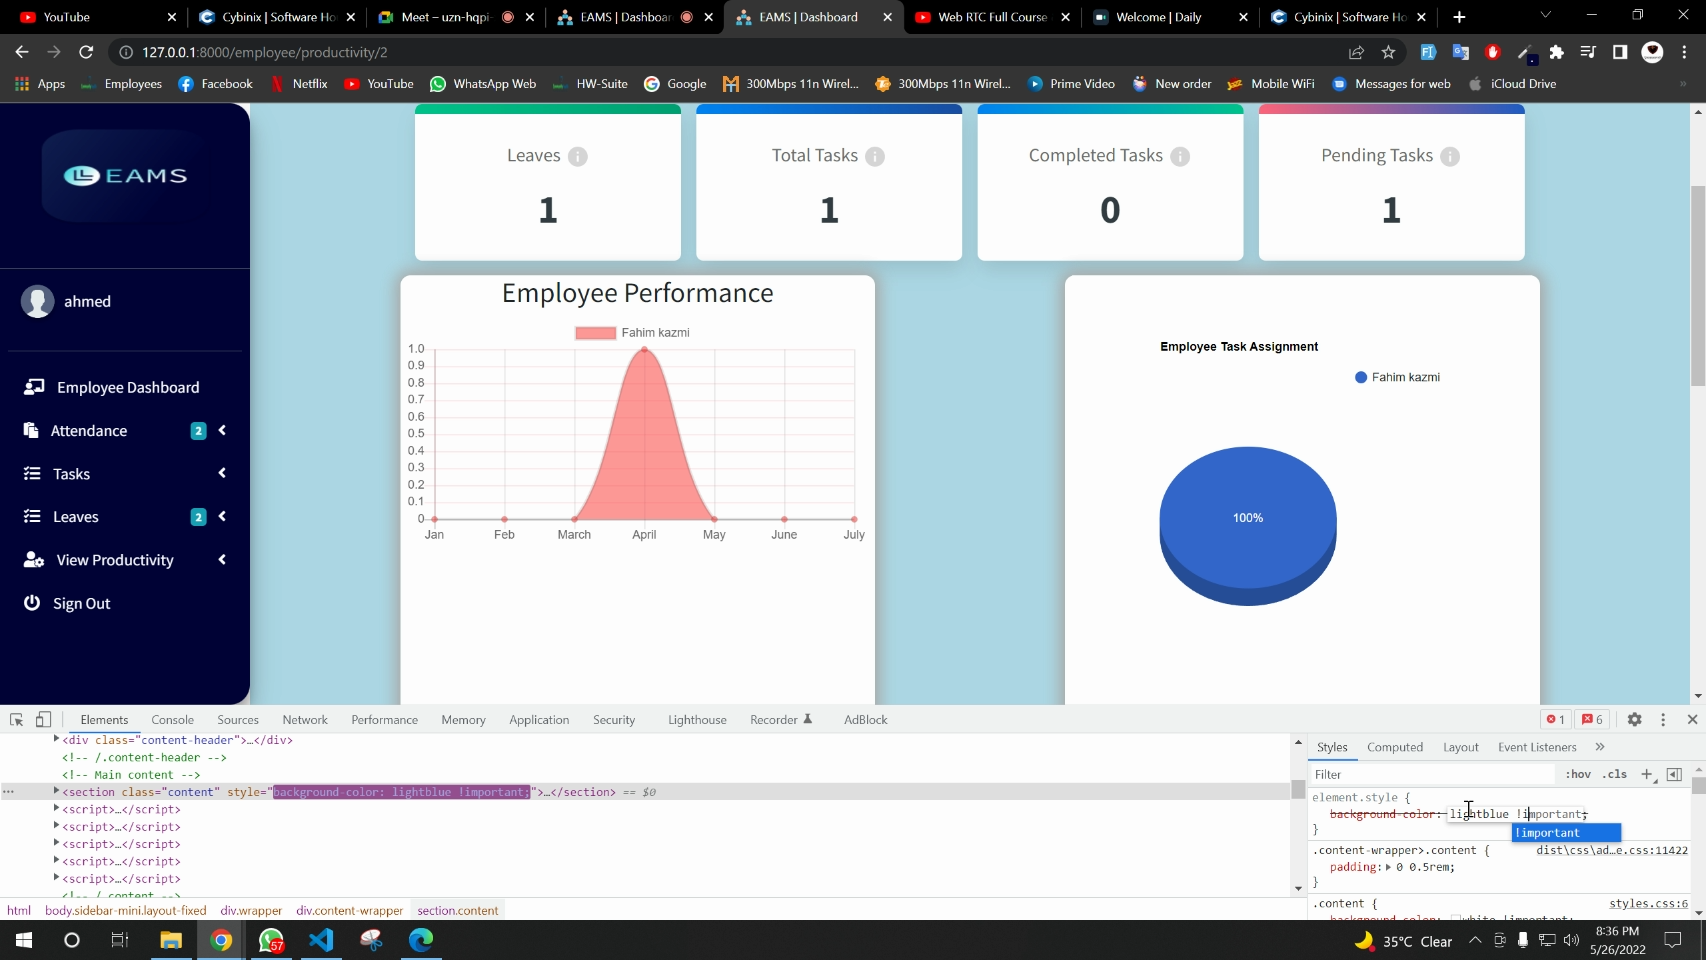 YouTube
Cybinix | Software Ho
Meet – uzn-hqpi-
EAMS | Dashboar
EAMS | Dashboard
Web RTC Full Course
Welcome | Daily
Cybinix | Software Ho
127.0.0.1:8000/employee/productivity/2
Apps
Employees
Facebook
Netflix
YouTube
WhatsApp Web
HW-Suite
Google
300Mbps 11n Wirel...
300Mbps 11n Wirel...
Prime Video
New order
Mobile WiFi
Messages for web
iCloud Drive
EAMS
ahmed
Employee Dashboard
Attendance 2
Tasks
Leaves 2
View Productivity
Sign Out
Leaves
1
Total Tasks
1
Completed Tasks
0
Pending Tasks
1
Employee Performance
Fahim kazmi
1.0
0.9
0.8
0.7
0.6
0.5
0.4
0.3
0.2
0.1
0
Jan Feb March April May June July
Employee Task Assignment
Fahim kazmi
100%
Elements Console Sources Network Performance Memory Application Security Lighthouse Recorder AdBlock
1 6
<div class="content-header">…</div>
<!-- /.content-header -->
<!-- Main content -->
<section class="content" style="background-color: lightblue !important;">…</section> == $0
<script>…</script>
<script>…</script>
<script>…</script>
<script>…</script>
<script>…</script>
<!-- /.content -->
html body.sidebar-mini.layout-fixed div.wrapper div.content-wrapper section.content
Styles Computed Layout Event Listeners
Filter :hov .cls
element.style {
background-color: lightblue !important;
!important
}
.content-wrapper>.content { dist\css\ad…e.css:11422
padding: 0 0.5rem;
}
.content { styles.css:6
background-color: white !important;
57
35°C Clear
8:36 PM
5/26/2022